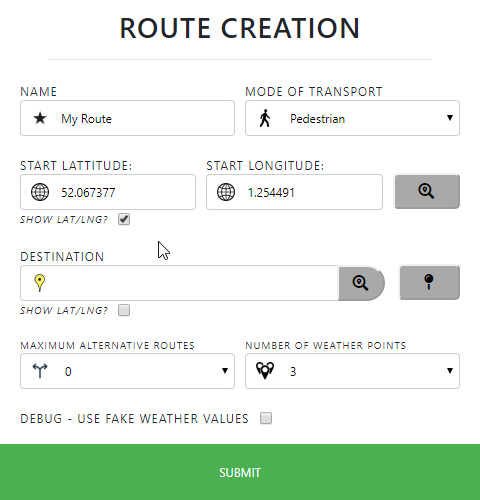 ROUTE CREATION
NAME MODE OF TRANSPORT
My Route Pedestrian
START LATTITUDE: START LONGITUDE:
52.067377 1.254491
SHOW LAT/LNG?
DESTINATION
SHOW LAT/LNG?
MAXIMUM ALTERNATIVE ROUTES NUMBER OF WEATHER POINTS
0 3
DEBUG - USE FAKE WEATHER VALUES
SUBMIT